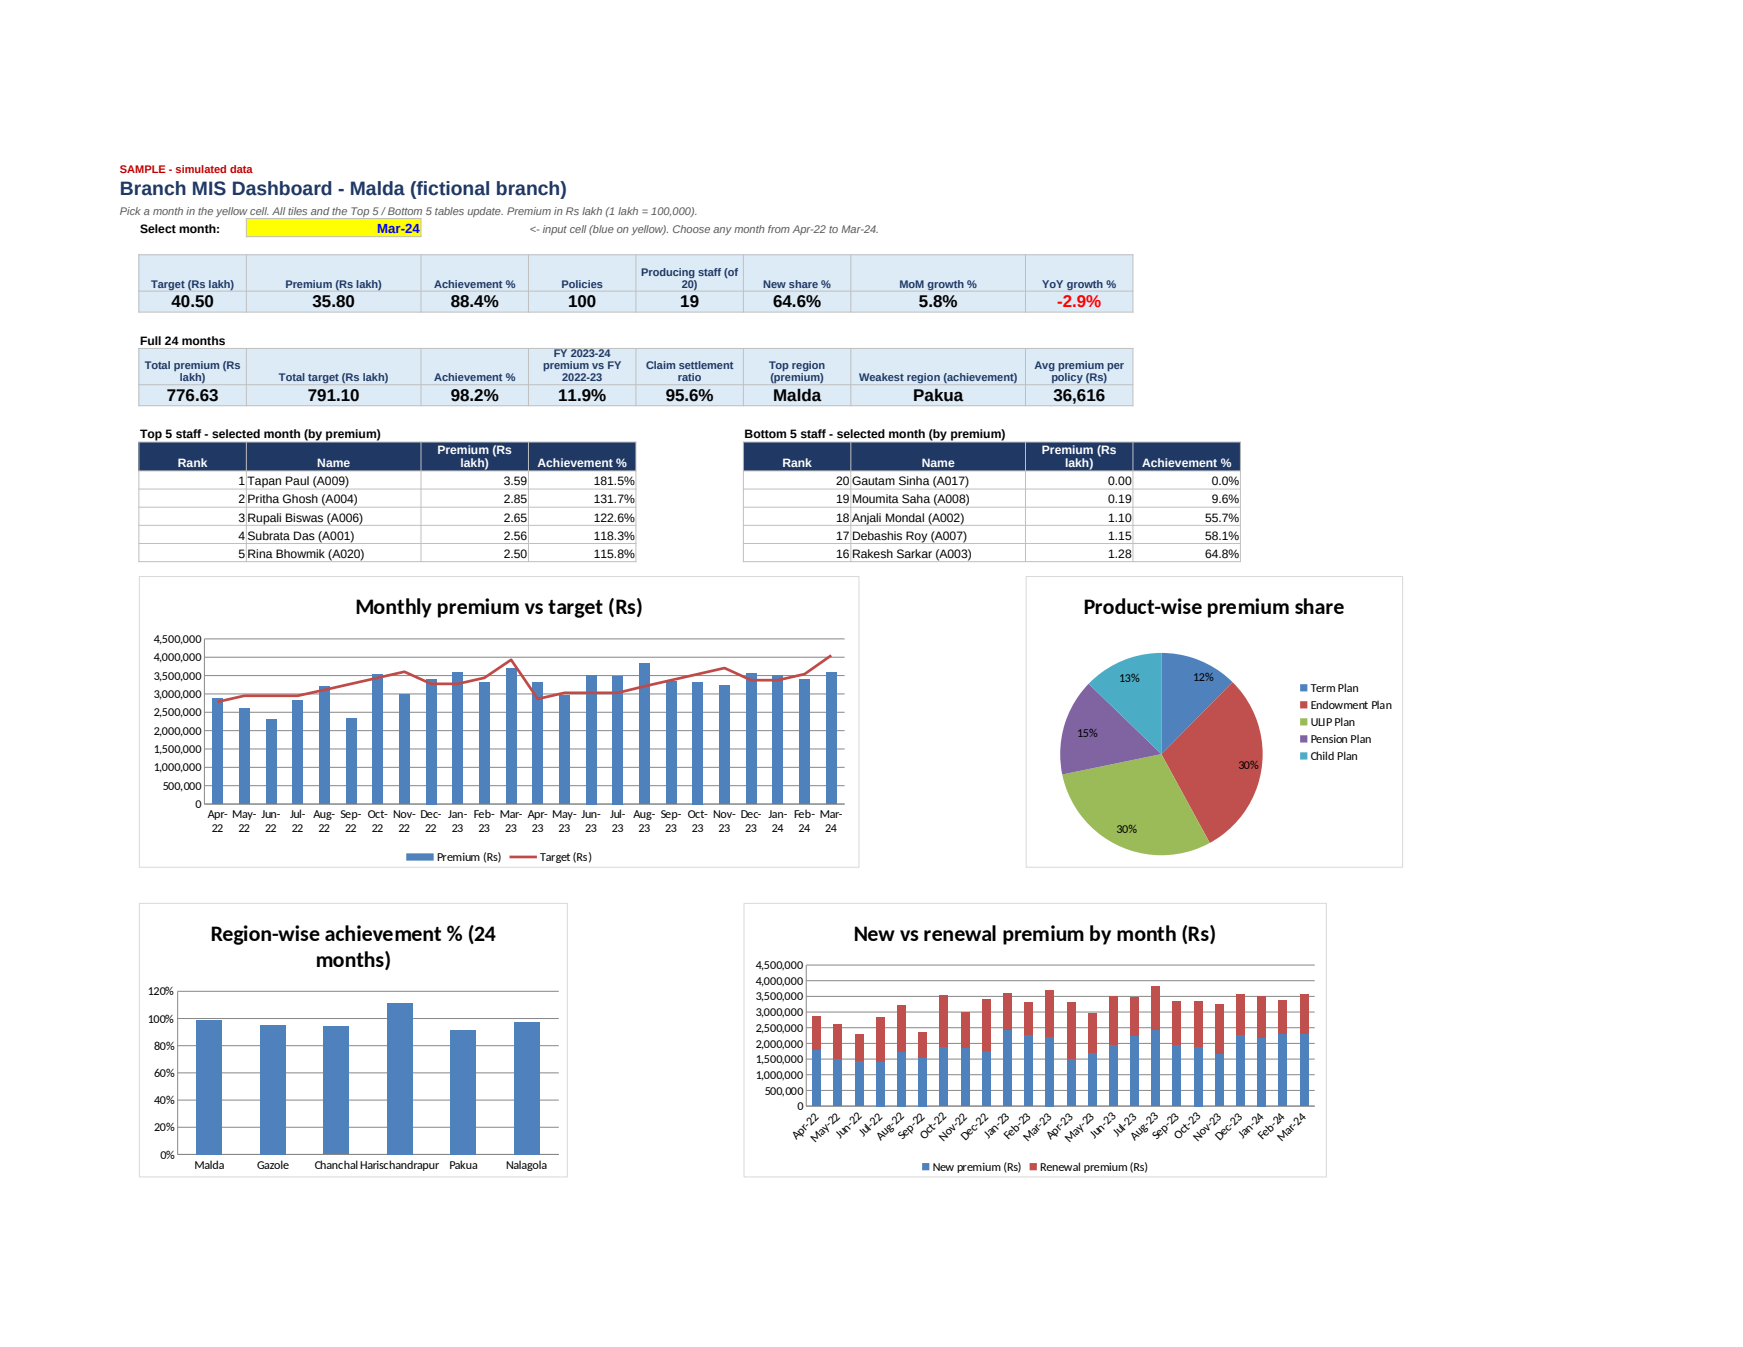 SAMPLE - simulated data
Branch MIS Dashboard - Malda (fictional branch)
Pick a month in the yellow cell. All tiles and the Top 5 / Bottom 5 tables update. Premium in Rs lakh (1 lakh = 100,000).
Select month: Mar-24 <- input cell (blue on yellow). Choose any month from Apr-22 to Mar-24.
Target (Rs lakh) Premium (Rs lakh) Achievement % Policies Producing staff (of 20) New share % MoM growth % YoY growth %
40.50 35.80 88.4% 100 19 64.6% 5.8% -2.9%
Full 24 months
Total premium (Rs lakh) Total target (Rs lakh) Achievement % FY 2023-24 premium vs FY 2022-23 Claim settlement ratio Top region (premium) Weakest region (achievement) Avg premium per policy (Rs)
776.63 791.10 98.2% 11.9% 95.6% Malda Pakua 36,616
Top 5 staff - selected month (by premium)
Rank Name Premium (Rs lakh) Achievement %
1 Tapan Paul (A009) 3.59 181.5%
2 Pritha Ghosh (A004) 2.85 131.7%
3 Rupali Biswas (A006) 2.65 122.6%
4 Subrata Das (A001) 2.56 118.3%
5 Rina Bhowmik (A020) 2.50 115.8%
Bottom 5 staff - selected month (by premium)
Rank Name Premium (Rs lakh) Achievement %
20 Gautam Sinha (A017) 0.00 0.0%
19 Moumita Saha (A008) 0.19 9.6%
18 Anjali Mondal (A002) 1.10 55.7%
17 Debashis Roy (A007) 1.15 58.1%
16 Rakesh Sarkar (A003) 1.28 64.8%
Monthly premium vs target (Rs)
4,500,000
4,000,000
3,500,000
3,000,000
2,500,000
2,000,000
1,500,000
1,000,000
500,000
0
Apr-22 May-22 Jun-22 Jul-22 Aug-22 Sep-22 Oct-22 Nov-22 Dec-22 Jan-23 Feb-23 Mar-23 Apr-23 May-23 Jun-23 Jul-23 Aug-23 Sep-23 Oct-23 Nov-23 Dec-23 Jan-24 Feb-24 Mar-24
Premium (Rs) Target (Rs)
Product-wise premium share
13% 12%
15%
30%
30%
Term Plan
Endowment Plan
ULIP Plan
Pension Plan
Child Plan
Region-wise achievement % (24
months)
120%
100%
80%
60%
40%
20%
0%
Malda Gazole Chanchal Harischandrapur Pakua Nalagola
New vs renewal premium by month (Rs)
4,500,000
4,000,000
3,500,000
3,000,000
2,500,000
2,000,000
1,500,000
1,000,000
500,000
0
Apr-22 May-22 Jun-22 Jul-22 Aug-22 Sep-22 Oct-22 Nov-22 Dec-22 Jan-23 Feb-23 Mar-23 Apr-23 May-23 Jun-23 Jul-23 Aug-23 Sep-23 Oct-23 Nov-23 Dec-23 Jan-24 Feb-24 Mar-24
New premium (Rs) Renewal premium (Rs)